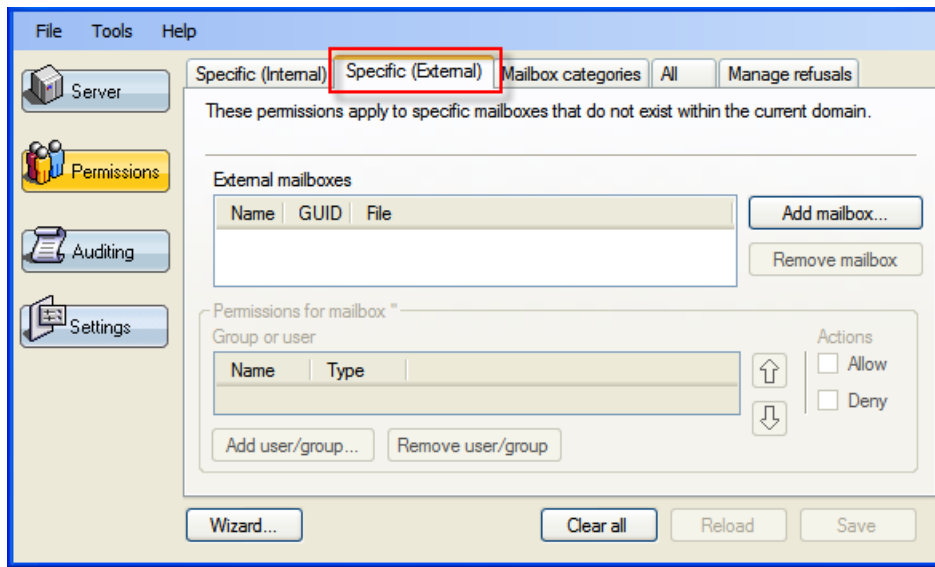 File Tools Help
Server
Permissions
Auditing
Settings
Specific (Internal) Specific (External) Mailbox categories All Manage refusals
These permissions apply to specific mailboxes that do not exist within the current domain.
External mailboxes
Name GUID File
Add mailbox...
Remove mailbox
Permissions for mailbox ''
Group or user
Name Type
Actions
Allow
Deny
Add user/group... Remove user/group
Wizard... Clear all Reload Save